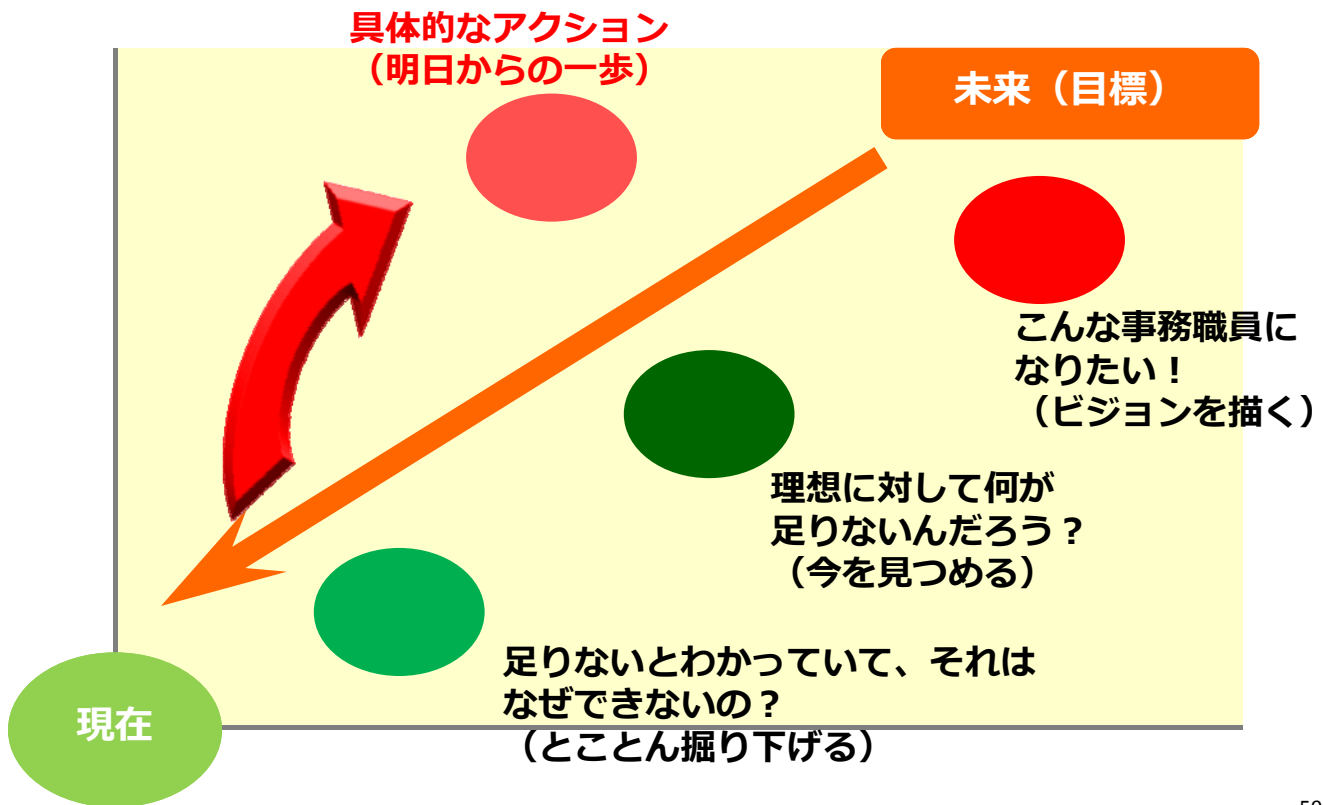 具体的なアクション
（明日からの一歩）
未来（目標）
こんな事務職員に
なりたい！
（ビジョンを描く）
理想に対して何が
足りないんだろう？
（今を見つめる）
足りないとわかっていて、それは
なぜできないの？
（とことん掘り下げる）
現在